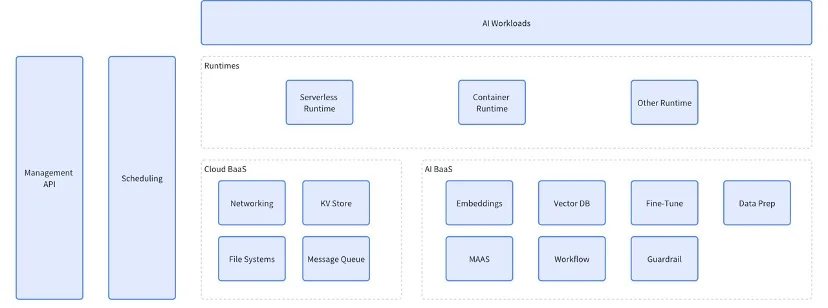 AI Workloads
Management
API
Scheduling
Runtimes
Serverless
Runtime
Container
Runtime
Other Runtime
Cloud BaaS
Networking
KV Store
File Systems
Message Queue
AI BaaS
Embeddings
Vector DB
Fine-Tune
Data Prep
MAAS
Workflow
Guardrail